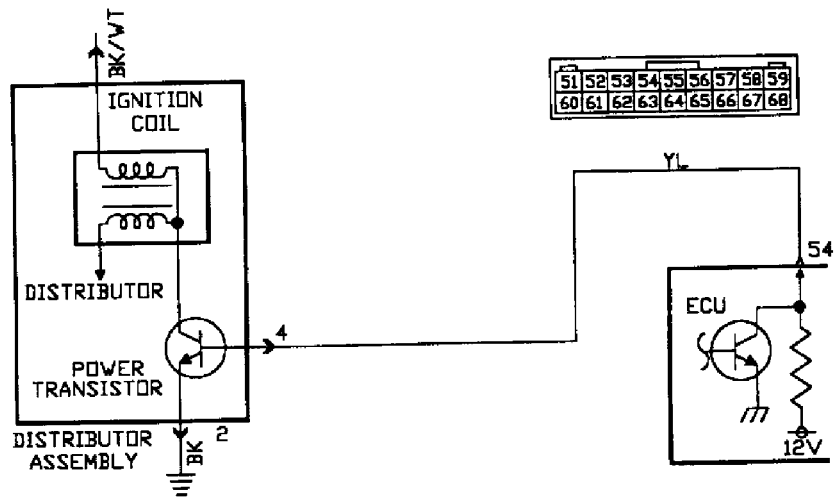 BK/WT
IGNITION
COIL
51 52 53 54 55 56 57 58 59
60 61 62 63 64 65 66 67 68
YL
54
DISTRIBUTOR
ECU
4
POWER
TRANSISTOR
12V
2
DISTRIBUTOR
ASSEMBLY
BK